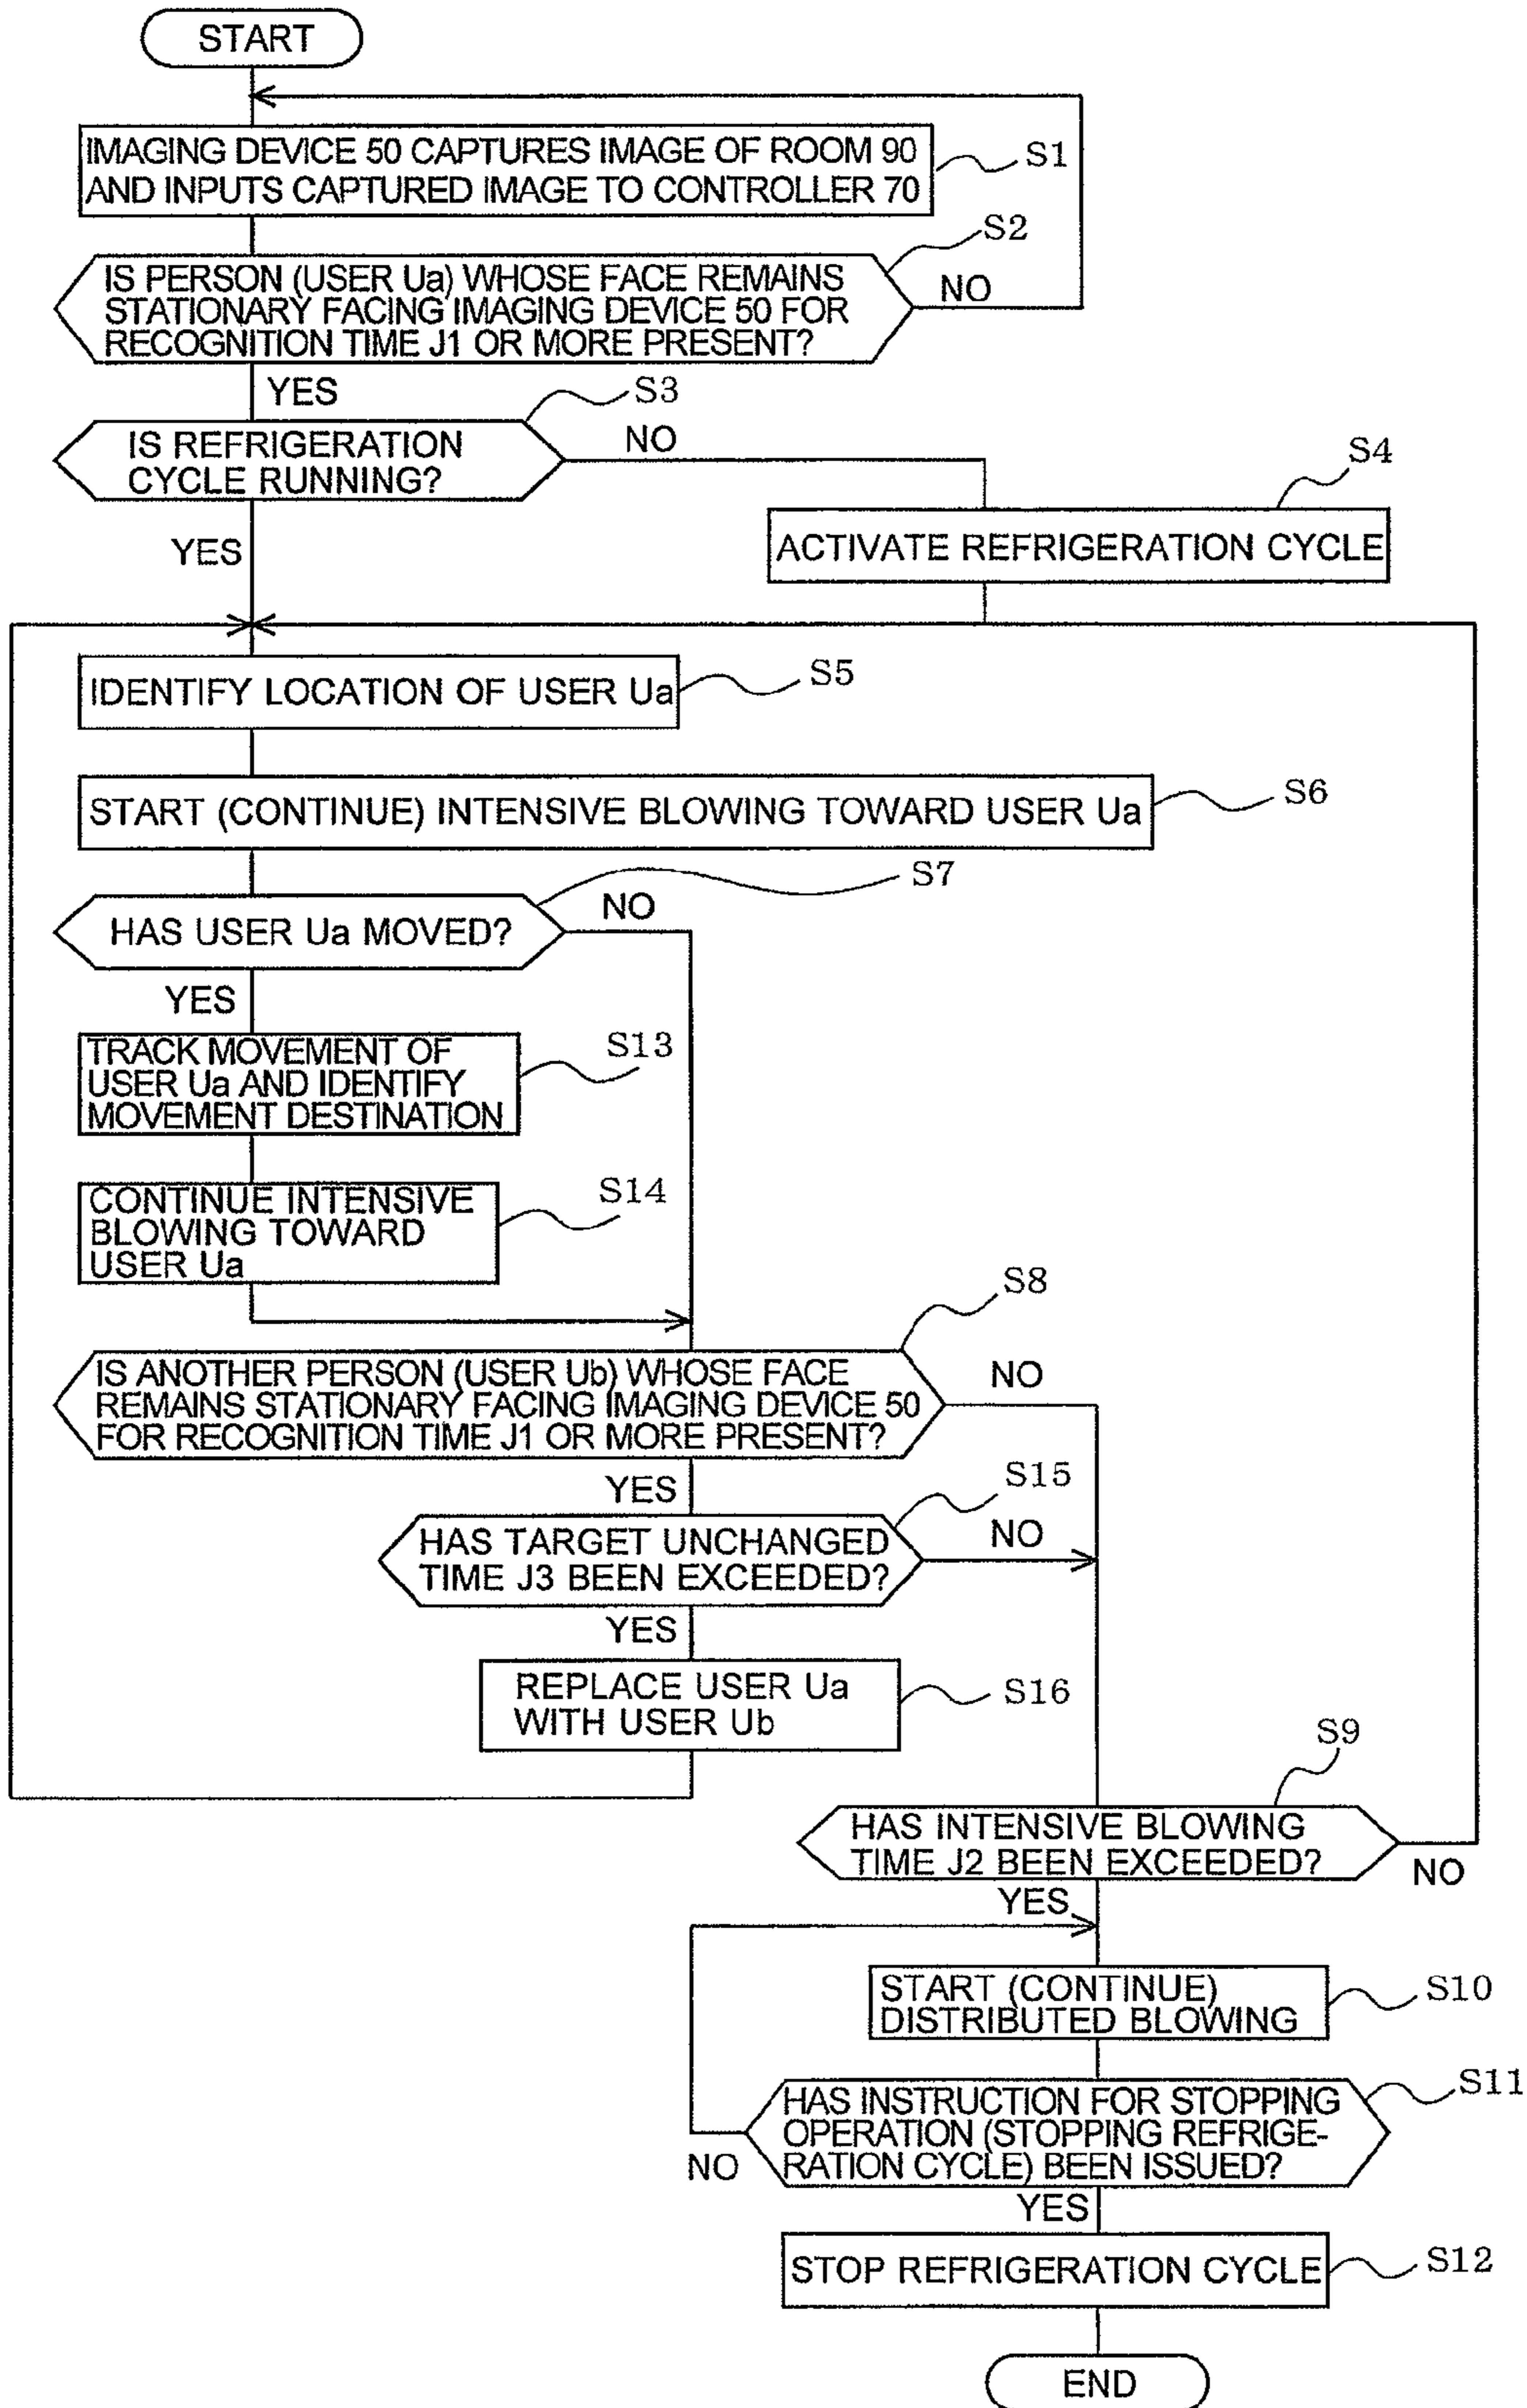 START
IMAGING DEVICE 50 CAPTURES IMAGE OF ROOM 90
AND INPUTS CAPTURED IMAGE TO CONTROLLER 70
S1
S2
IS PERSON (USER Ua) WHOSE FACE REMAINS
STATIONARY FACING IMAGING DEVICE 50 FOR
RECOGNITION TIME J1 OR MORE PRESENT?
NO
YES
S3
IS REFRIGERATION
CYCLE RUNNING?
NO
S4
YES
ACTIVATE REFRIGERATION CYCLE
IDENTIFY LOCATION OF USER Ua
S5
START (CONTINUE) INTENSIVE BLOWING TOWARD USER Ua
S6
S7
HAS USER Ua MOVED?
NO
YES
TRACK MOVEMENT OF
USER Ua AND IDENTIFY
MOVEMENT DESTINATION
S13
CONTINUE INTENSIVE
BLOWING TOWARD
USER Ua
S14
S8
IS ANOTHER PERSON (USER Ub) WHOSE FACE
REMAINS STATIONARY FACING IMAGING DEVICE 50
FOR RECOGNITION TIME J1 OR MORE PRESENT?
NO
YES
S15
HAS TARGET UNCHANGED
TIME J3 BEEN EXCEEDED?
NO
YES
REPLACE USER Ua
WITH USER Ub
S16
S9
HAS INTENSIVE BLOWING
TIME J2 BEEN EXCEEDED?
NO
YES
START (CONTINUE)
DISTRIBUTED BLOWING
S10
S11
HAS INSTRUCTION FOR STOPPING
OPERATION (STOPPING REFRIGE-
RATION CYCLE) BEEN ISSUED?
NO
YES
STOP REFRIGERATION CYCLE
S12
END